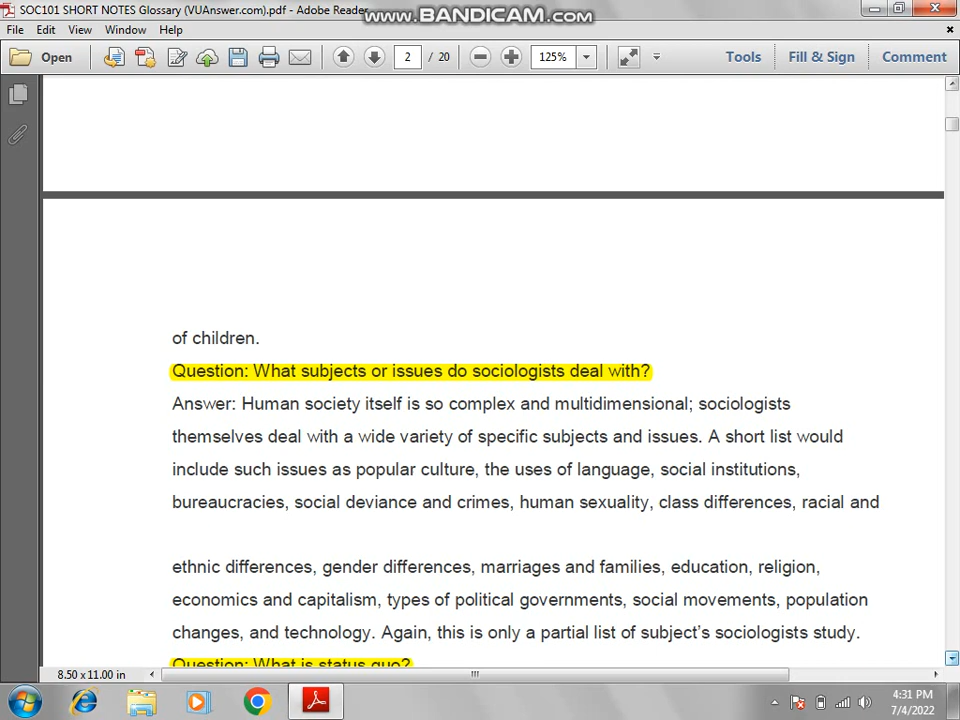 SOC101 SHORT NOTES Glossary (VUAnswer.com).pdf - Adobe Reader
www.BANDICAM.com
File Edit View Window Help
Open 2 / 20 125% Tools Fill & Sign Comment
of children.
Question: What subjects or issues do sociologists deal with?
Answer: Human society itself is so complex and multidimensional; sociologists
themselves deal with a wide variety of specific subjects and issues. A short list would
include such issues as popular culture, the uses of language, social institutions,
bureaucracies, social deviance and crimes, human sexuality, class differences, racial and
ethnic differences, gender differences, marriages and families, education, religion,
economics and capitalism, types of political governments, social movements, population
changes, and technology. Again, this is only a partial list of subject's sociologists study.
Question: What is status quo?
8.50 x 11.00 in
4:31 PM
7/4/2022